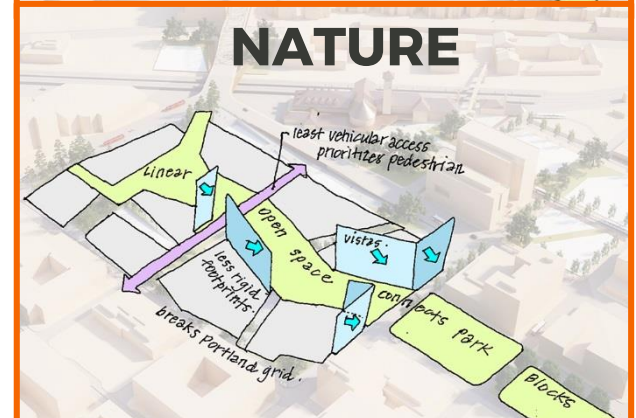 NATURE
least vehicular access
prioritizes pedestrian
Linear
open
space
connects Park
Blocks
vistas.
less rigid
footprints.
breaks portland grid.